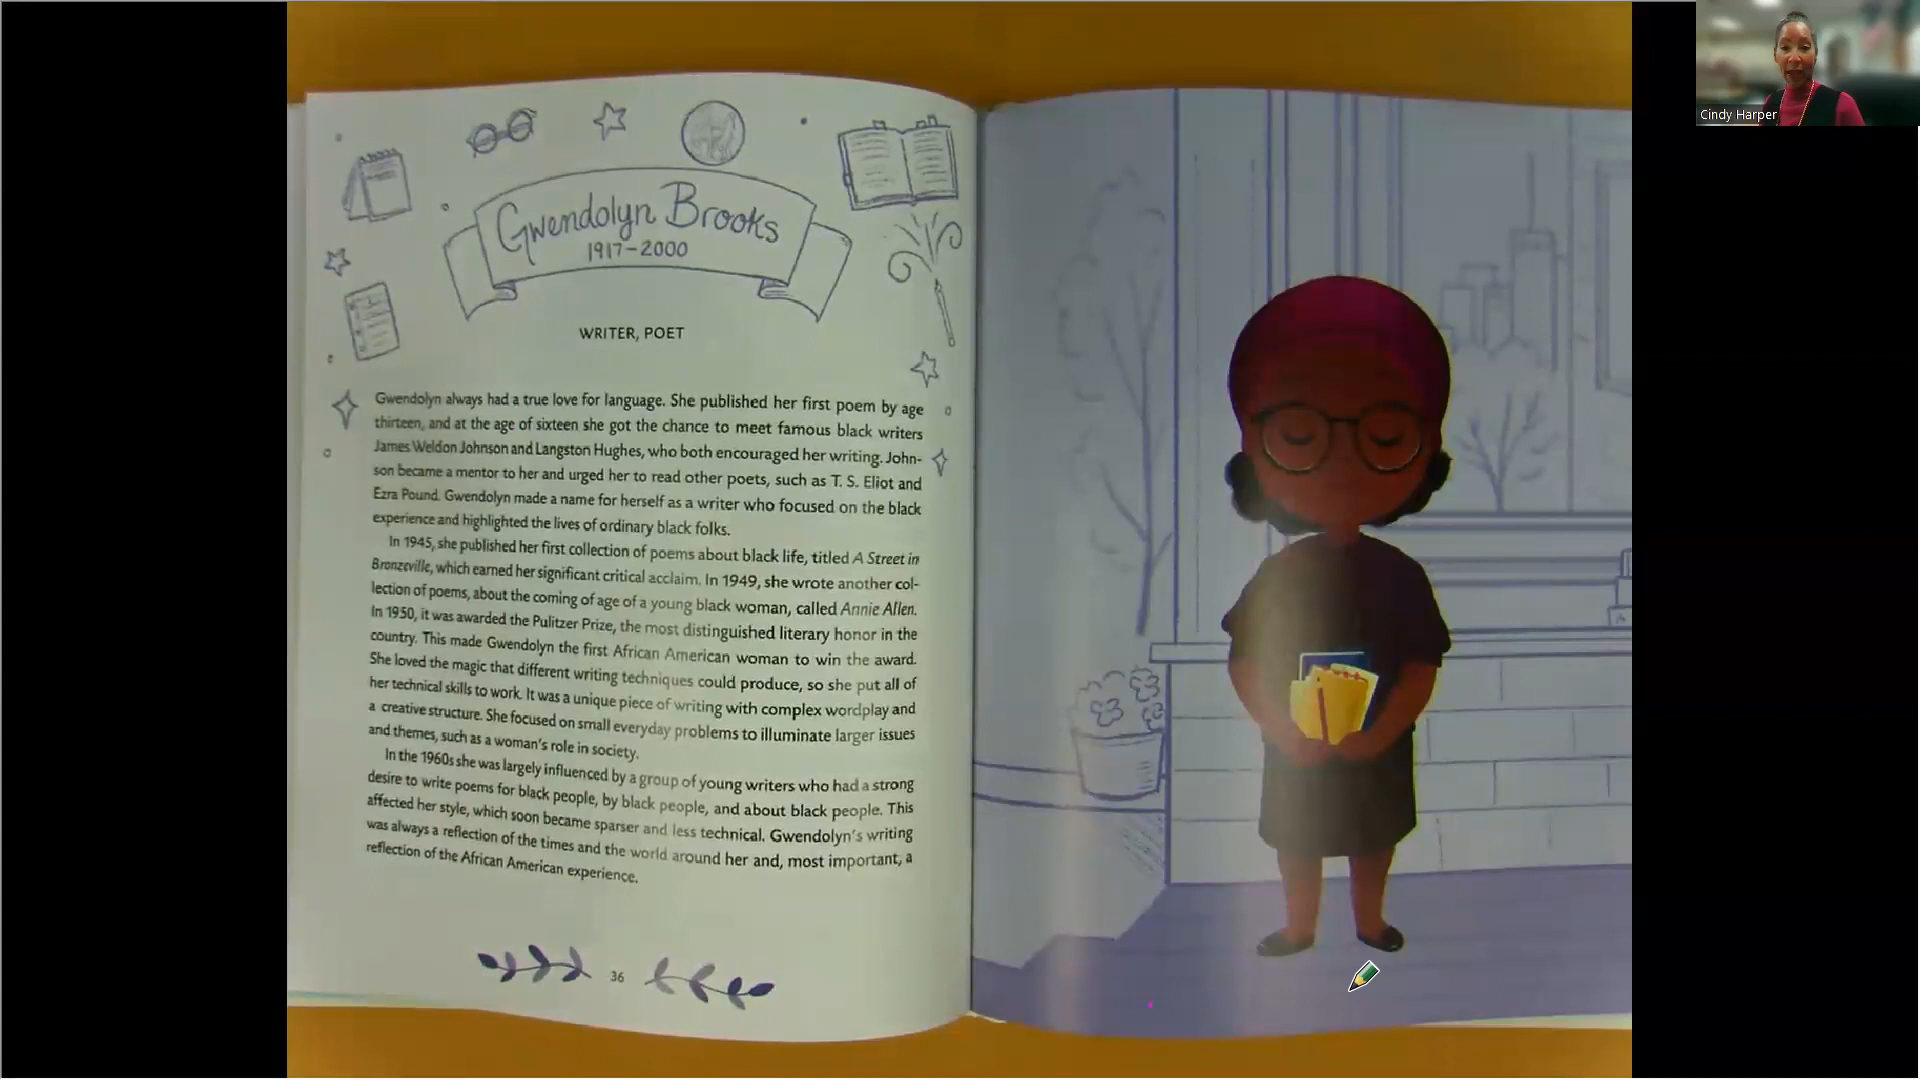 Cindy Harper
Gwendolyn Brooks
1917-2000
WRITER, POET
Gwendolyn always had a true love for language. She published her first poem by age
thirteen, and at the age of sixteen she got the chance to meet famous black writers
James Weldon Johnson and Langston Hughes, who both encouraged her writing. John-
son became a mentor to her and urged her to read other poets, such as T. S. Eliot and
Ezra Pound. Gwendolyn made a name for herself as a writer who focused on the black
experience and highlighted the lives of ordinary black folks.
In 1945, she published her first collection of poems about black life, titled A Street in
Bronzeville, which earned her significant critical acclaim. In 1949, she wrote another col-
lection of poems, about the coming of age of a young black woman, called Annie Allen.
In 1950, it was awarded the Pulitzer Prize, the most distinguished literary honor in the
country. This made Gwendolyn the first African American woman to win the award.
She loved the magic that different writing techniques could produce, so she put all of
her technical skills to work. It was a unique piece of writing with complex wordplay and
a creative structure. She focused on small everyday problems to illuminate larger issues
and themes, such as a woman's role in society.
In the 1960s she was largely influenced by a group of young writers who had a strong
desire to write poems for black people, by black people, and about black people. This
affected her style, which soon became sparser and less technical. Gwendolyn's writing
was always a reflection of the times and the world around her and, most important, a
reflection of the African American experience.
36